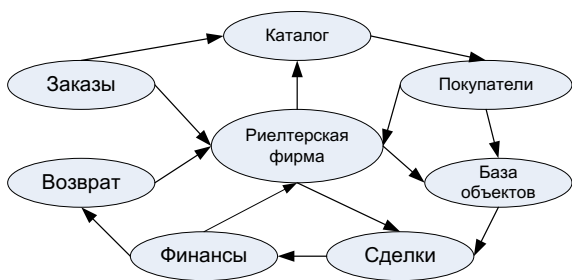 Каталог
Заказы
Покупатели
Риелтерская
фирма
Возврат
База
объектов
Финансы
Сделки